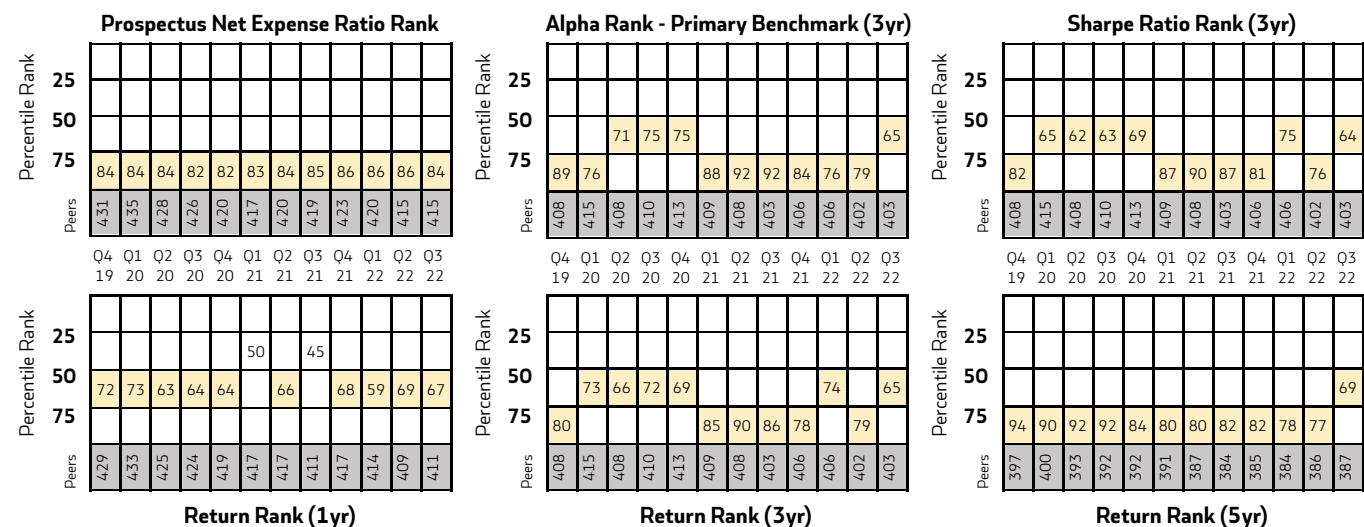 Prospectus Net Expense Ratio Rank
Percentile Rank
25
50
75
84 84 84 82 82 83 84 85 86 86 86 84
Peers
431 435 428 426 420 417 420 419 423 420 415 415
Q4 Q1 Q2 Q3 Q4 Q1 Q2 Q3 Q4 Q1 Q2 Q3
19 20 20 20 20 21 21 21 21 22 22 22
Alpha Rank - Primary Benchmark (3yr)
Percentile Rank
25
50
71 75 75 65
75
89 76 88 92 92 84 76 79
Peers
408 415 408 410 413 409 408 403 406 406 402 403
Q4 Q1 Q2 Q3 Q4 Q1 Q2 Q3 Q4 Q1 Q2 Q3
19 20 20 20 20 21 21 21 21 22 22 22
Sharpe Ratio Rank (3yr)
Percentile Rank
25
50
65 62 63 69 75 64
75
82 87 90 87 81 76
Peers
408 415 408 410 413 409 408 403 406 406 402 403
Q4 Q1 Q2 Q3 Q4 Q1 Q2 Q3 Q4 Q1 Q2 Q3
19 20 20 20 20 21 21 21 21 22 22 22
Percentile Rank
25
50 45
50
72 73 63 64 64 66 68 59 69 67
75
Peers
429 433 425 424 419 417 417 411 417 414 409 411
Return Rank (1yr)
Percentile Rank
25
50
73 66 72 69 74 65
75
80 85 90 86 78 79
Peers
408 415 408 410 413 409 408 403 406 406 402 403
Return Rank (3yr)
Percentile Rank
25
50
69
75
94 90 92 92 84 80 80 82 82 78 77
Peers
397 400 393 392 392 391 387 384 385 384 386 387
Return Rank (5yr)